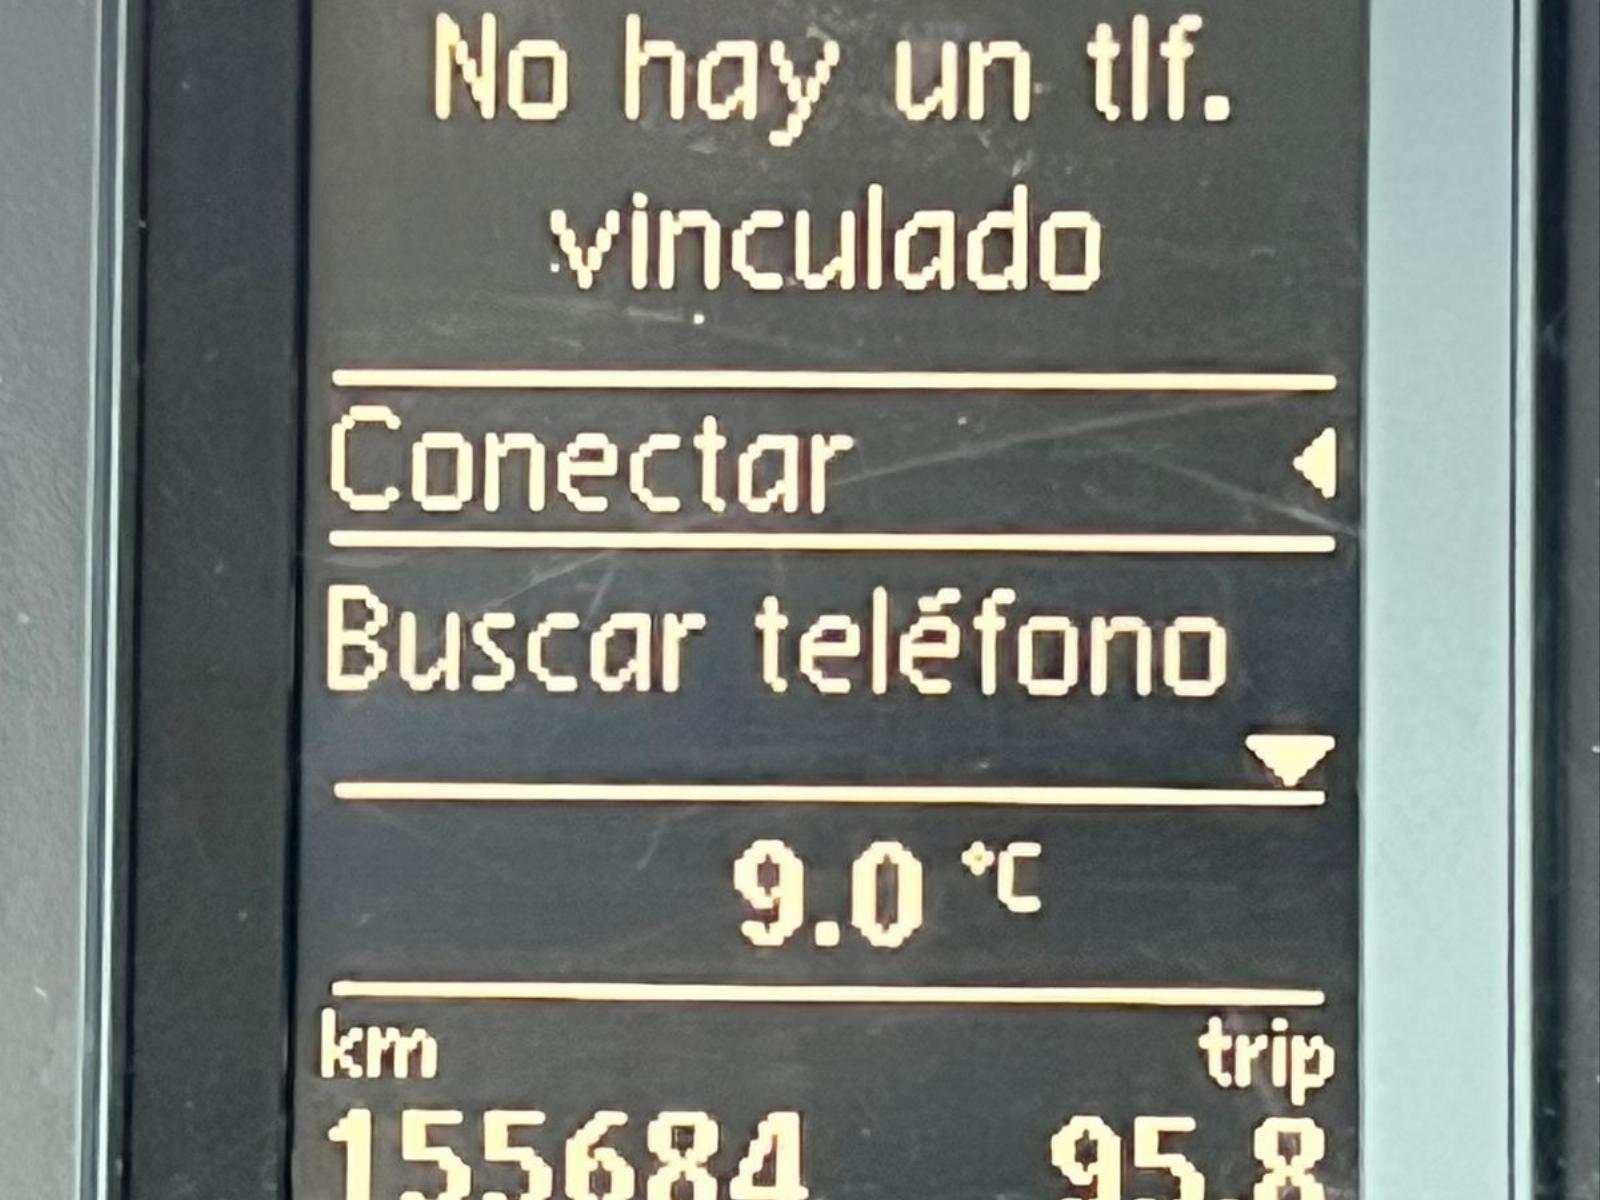 No hay un tlf.
vinculado
Conectar
Buscar teléfono
9.0 °C
km trip
155684 95.8